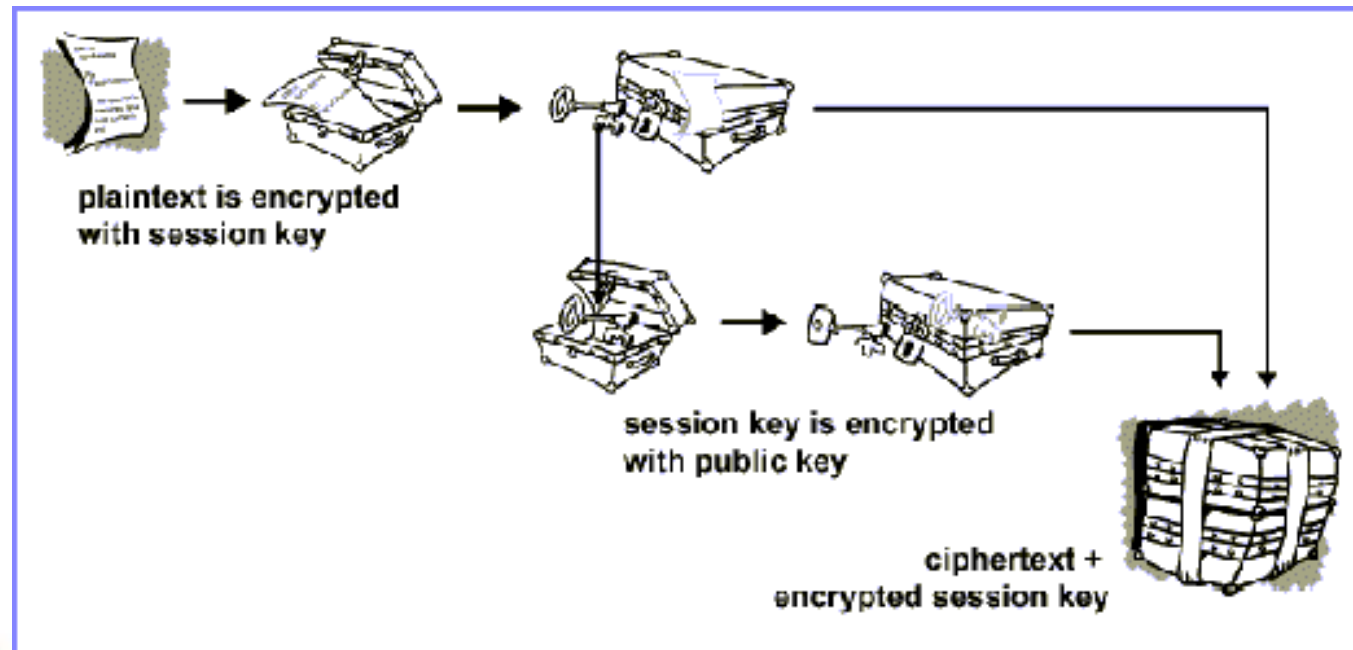 plaintext is encrypted
with session key
session key is encrypted
with public key
ciphertext +
encrypted session key